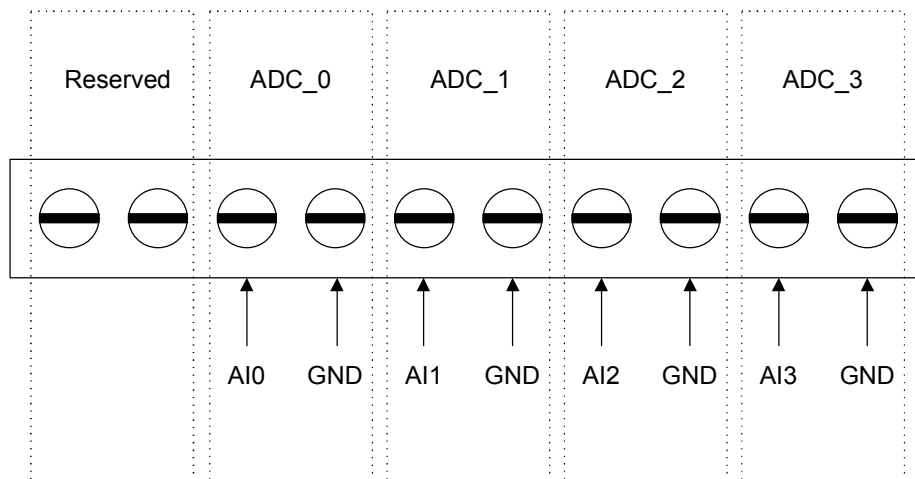 Reserved ADC_0 ADC_1 ADC_2 ADC_3
AI0 GND AI1 GND AI2 GND AI3 GND